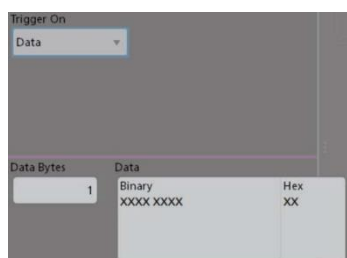 Trigger On
Data
Data Bytes
Data
1
Binary
Hex
XXXX XXXX
XX